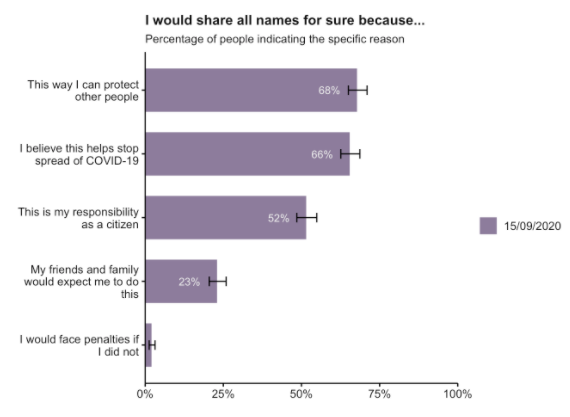 I would share all names for sure because...
Percentage of people indicating the specific reason
This way I can protect
other people
68%
I believe this helps stop
spread of COVID-19
66%
This is my responsibility
as a citizen
52%
My friends and family
would expect me to do
this
23%
I would face penalties if
I did not
15/09/2020
0%
25%
50%
75%
100%